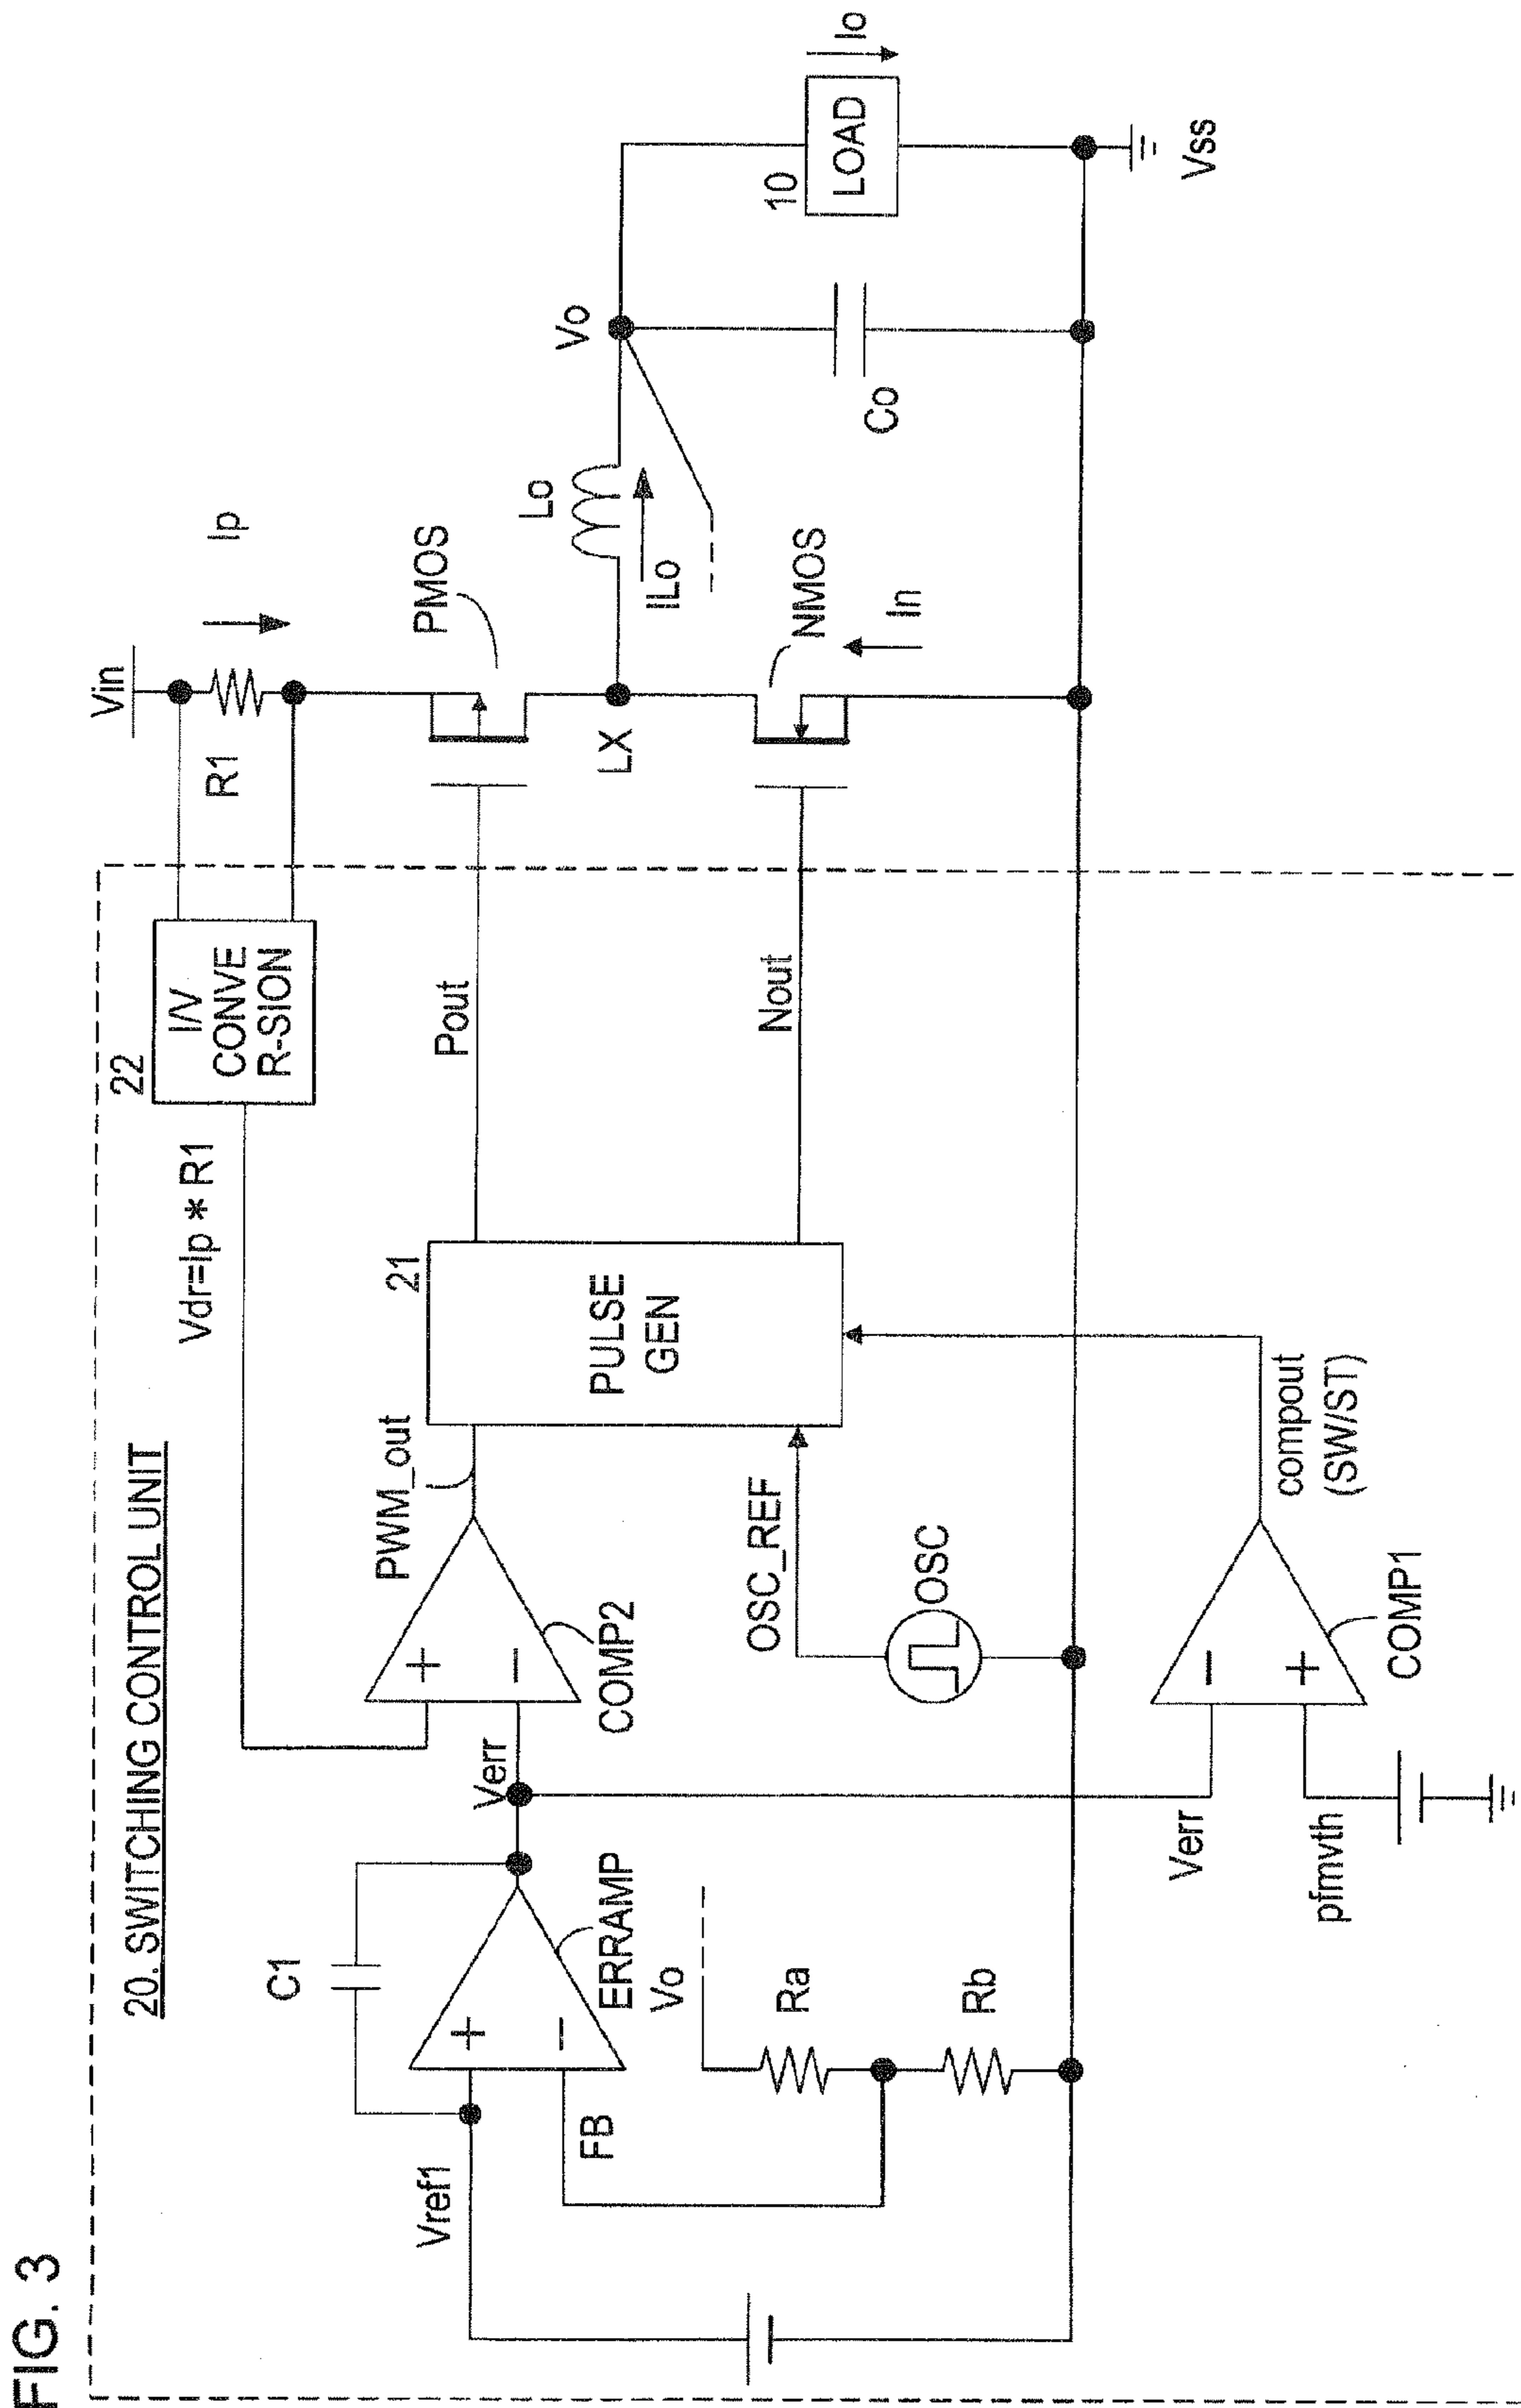 FIG. 3
20. SWITCHING CONTROL UNIT
Vin
Ip
R1
22
I/V
CONVE
R-SION
Vdr=Ip * R1
C1
Vref1
FB
ERRAMP
Verr
COMP2
PWM_out
21
PULSE
GEN
Pout
Nout
PMOS
LX
NMOS
In
Lo
ILo
Vo
Co
10
LOAD
Io
Vss
Vo
Ra
Rb
OSC_REF
OSC
Verr
pfmvth
COMP1
compout
(SW/ST)